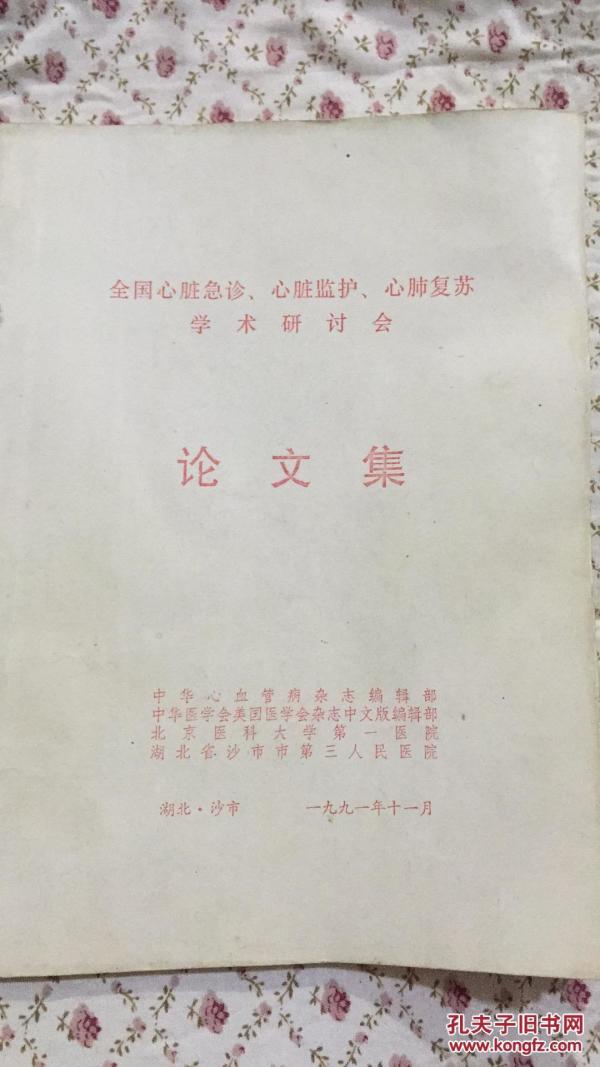 全国心脏急诊、心脏监护、心肺复苏
学术研讨会
论文集
中华心血管病杂志编辑部
中华医学会美国医学会杂志中文版编辑部
北京医科大学第一医院
湖北省沙市市第三人民医院
湖北·沙市 一九九一年十一月
孔夫子旧书网
www.kongfz.com